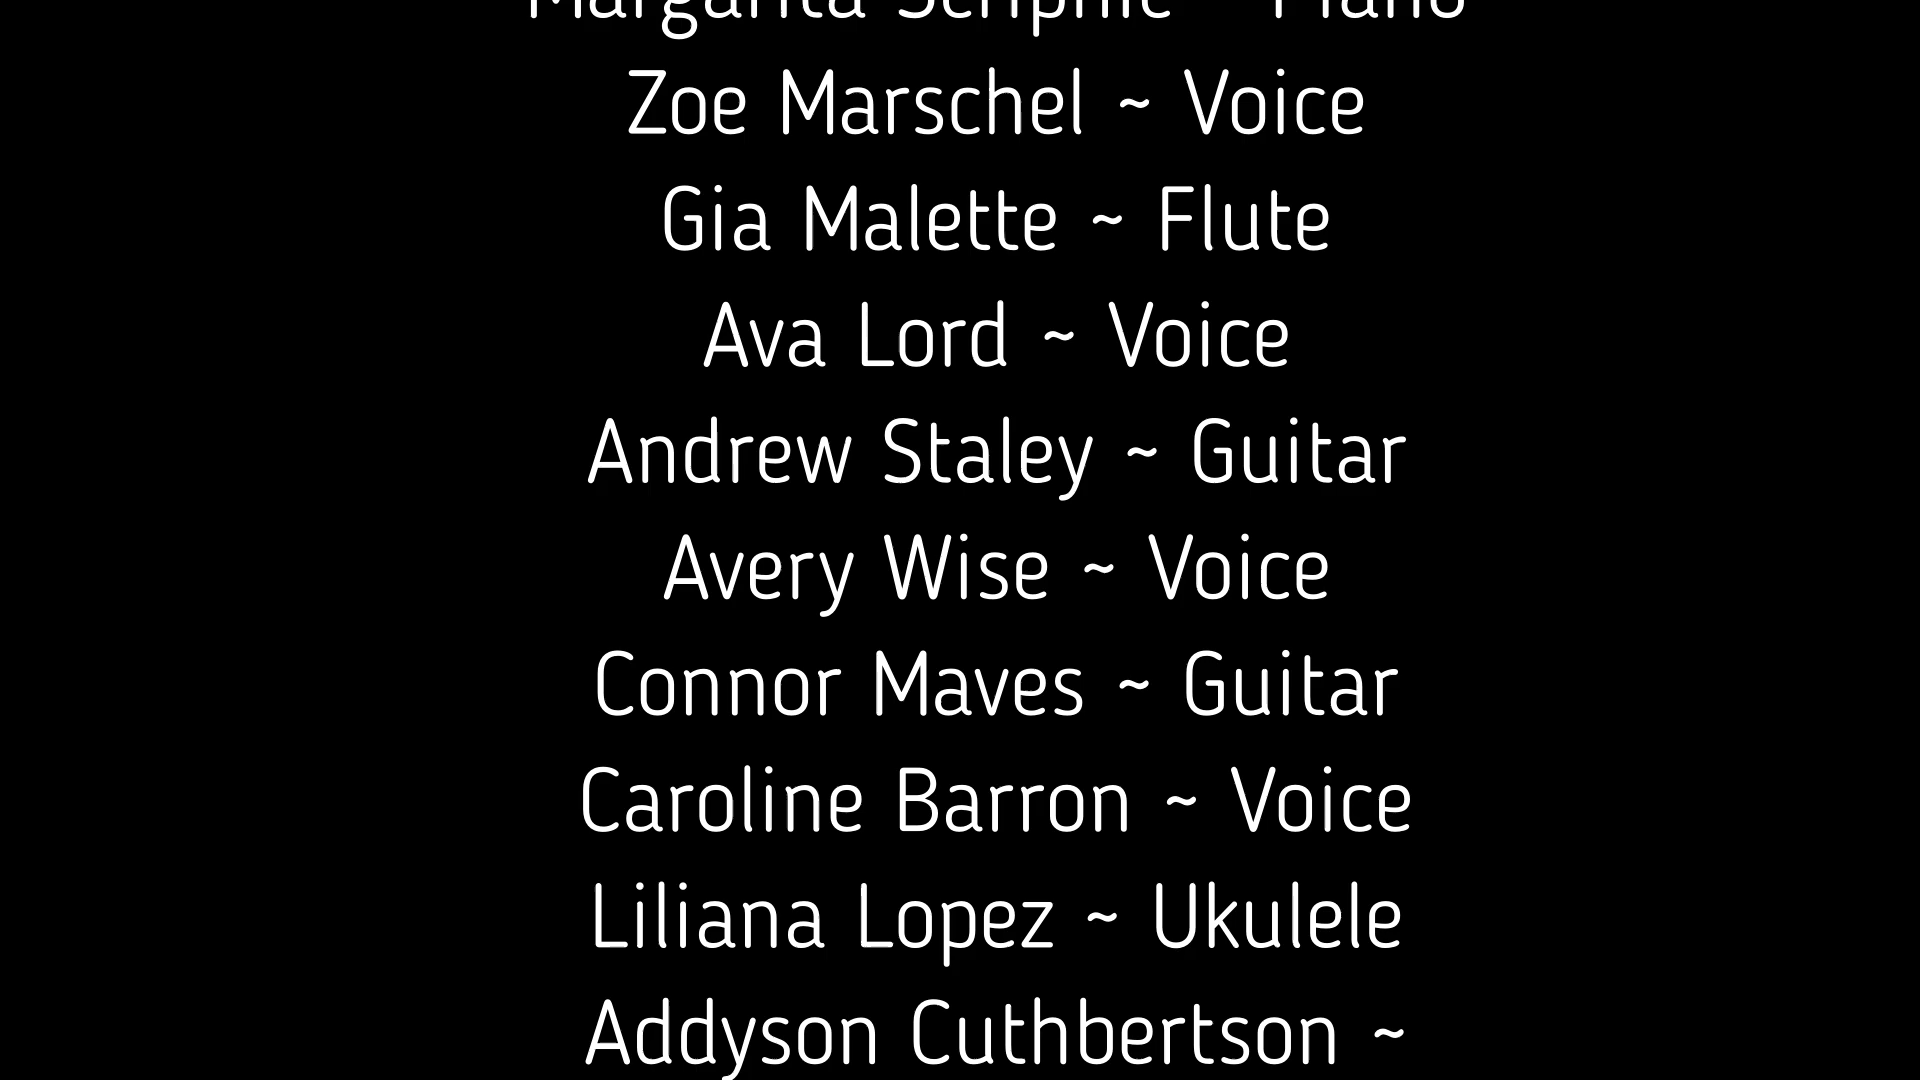 Margarita Zoe Marschel ~ Voice
Gia Malette ~ Flute
Ava Lord ~ Voice
Andrew Staley ~ Guitar
Avery Wise ~ Voice
Connor Maves ~ Guitar
Caroline Barron ~ Voice
Liliana Lopez ~ Ukulele
Addyson Cuthbertson ~